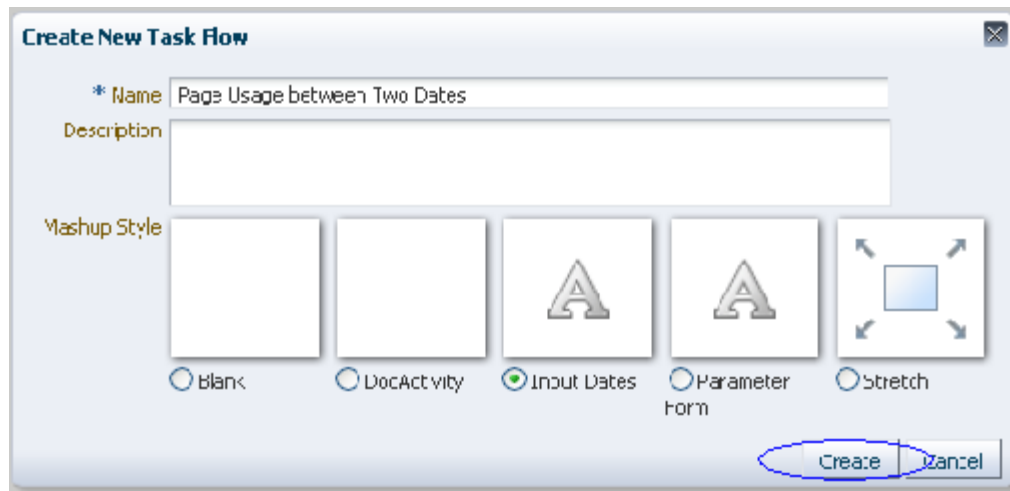 Create New Task Flow
* Name Page Usage between Two Dates
Description
Mashup Style
A A
Blank DocActivity Input Dates Parameter Form Stretch
Create Cancel